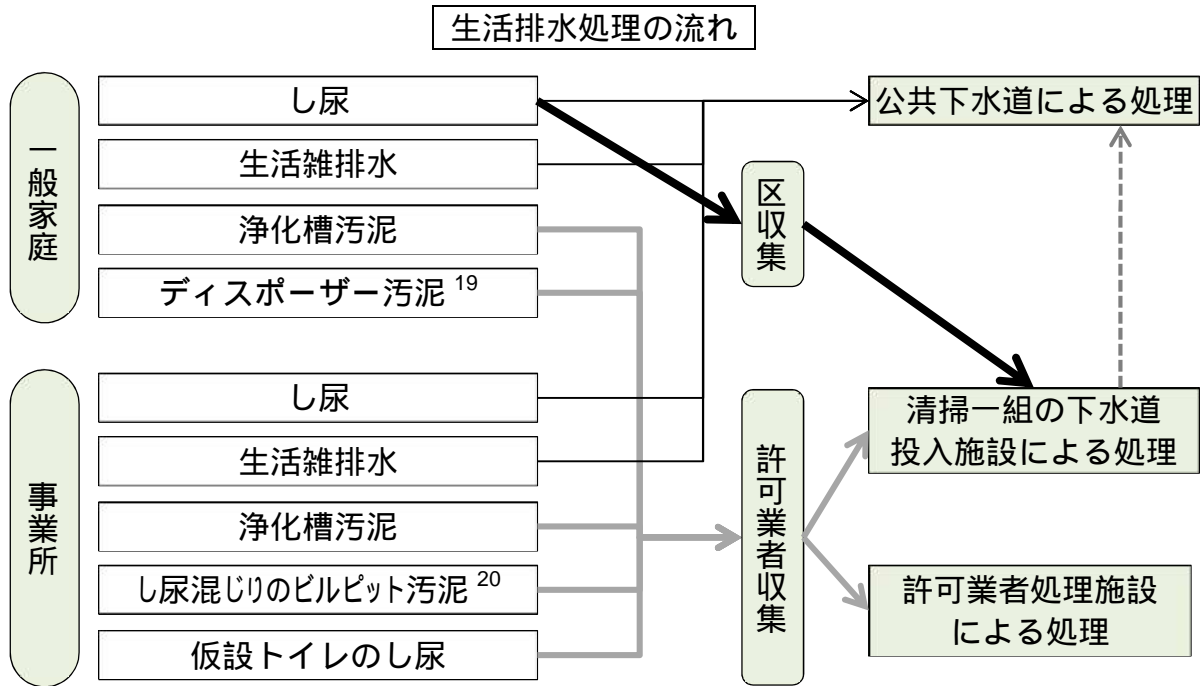 生活排水処理の流れ
一般家庭
し尿
生活雑排水
浄化槽汚泥
ディスポーザー汚泥 19
事業所
し尿
生活雑排水
浄化槽汚泥
し尿混じりのビルピット汚泥 20
仮設トイレのし尿
区収集
許可業者収集
公共下水道による処理
清掃一組の下水道
投入施設による処理
許可業者処理施設
による処理